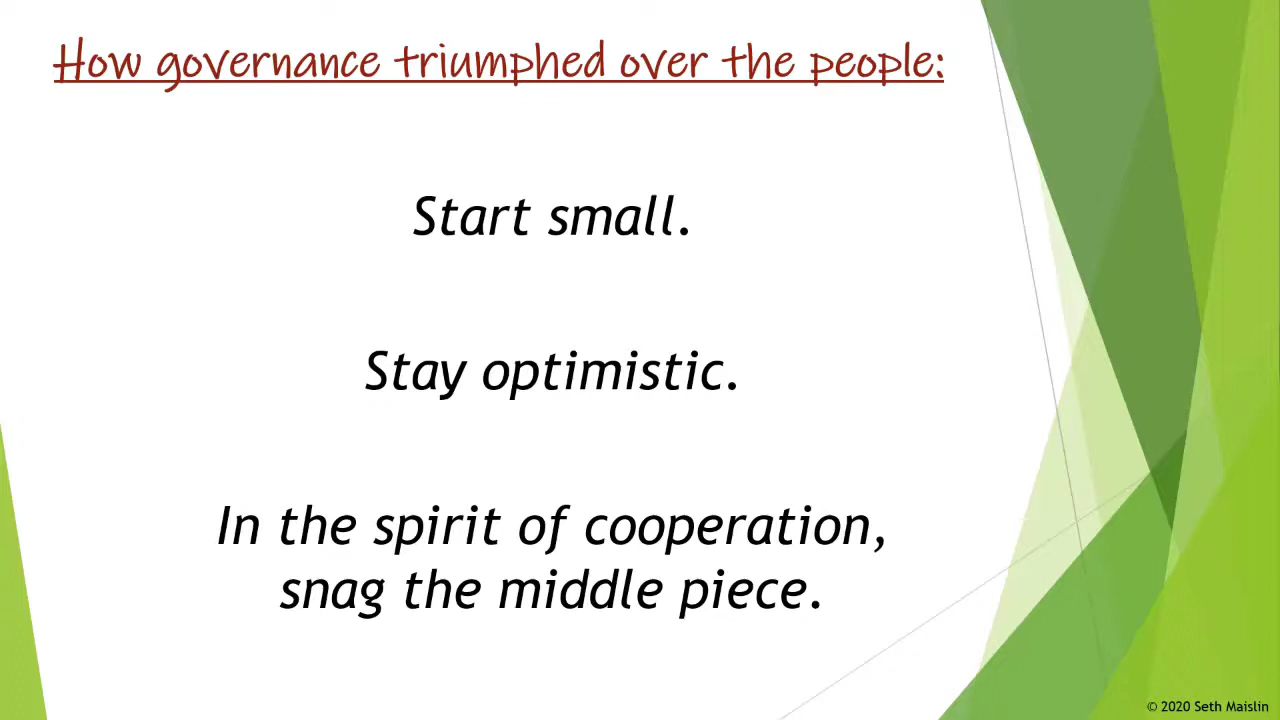 How governance triumphed over the people:
Start small.
Stay optimistic.
In the spirit of cooperation,
snag the middle piece.
© 2020 Seth Maislin